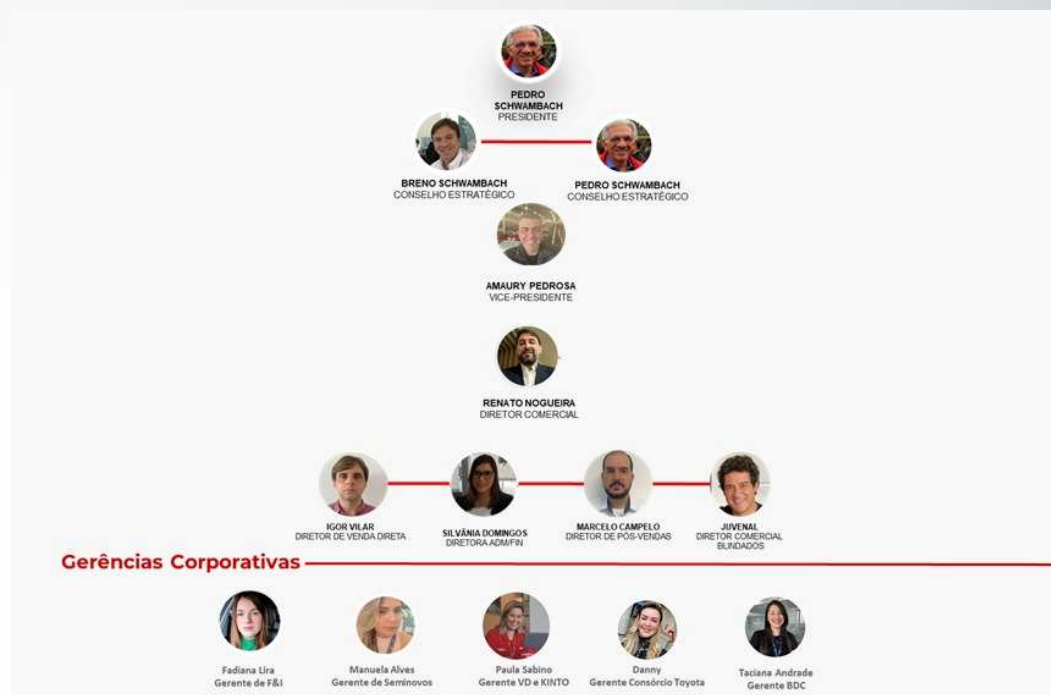 PEDRO
SCHWAMBACH
PRESIDENTE
BRENO SCHWAMBACH
CONSELHO ESTRATÉGICO
PEDRO SCHWAMBACH
CONSELHO ESTRATÉGICO
AMAURY PEDROSA
VICE-PRESIDENTE
RENATO NOGUEIRA
DIRETOR COMERCIAL
IGOR VILAR
DIRETOR DE VENDA DIRETA
SILVÂNIA DOMINGOS
DIRETORA ADM/FIN
MARCELO CAMPELO
DIRETOR DE PÓS-VENDAS
JUVENAL
DIRETOR COMERCIAL
BLINDADOS
Gerências Corporativas
Fadiana Lira
Gerente de F&I
Manuela Alves
Gerente de Seminovos
Paula Sabino
Gerente VD e KINTO
Danny
Gerente Consórcio Toyota
Taciana Andrade
Gerente BDC